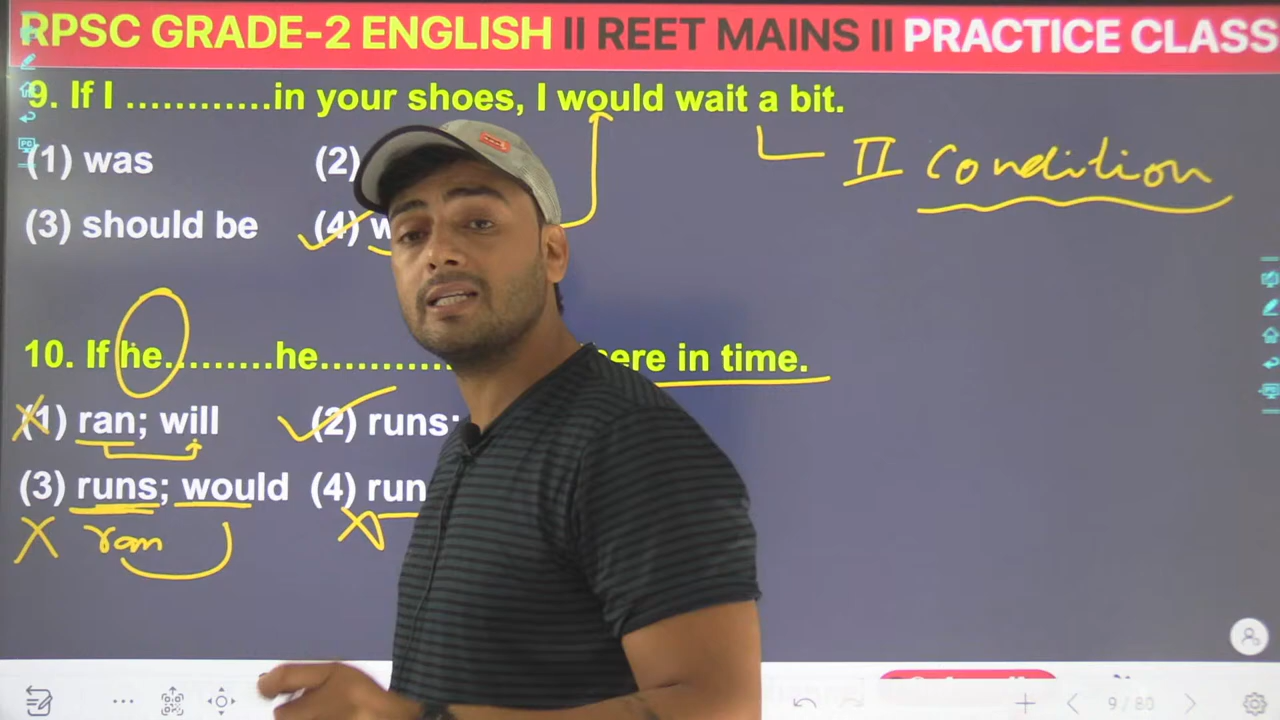 RPSC GRADE-2 ENGLISH II REET MAINS II PRACTICE CLASS
9. If I ............in your shoes, I would wait a bit.
II Condition
(1) was (2)
(3) should be (4) w
10. If he.........he............ere in time.
(1) ran; will (2) runs;
(3) runs; would (4) run
ran
9 / 80